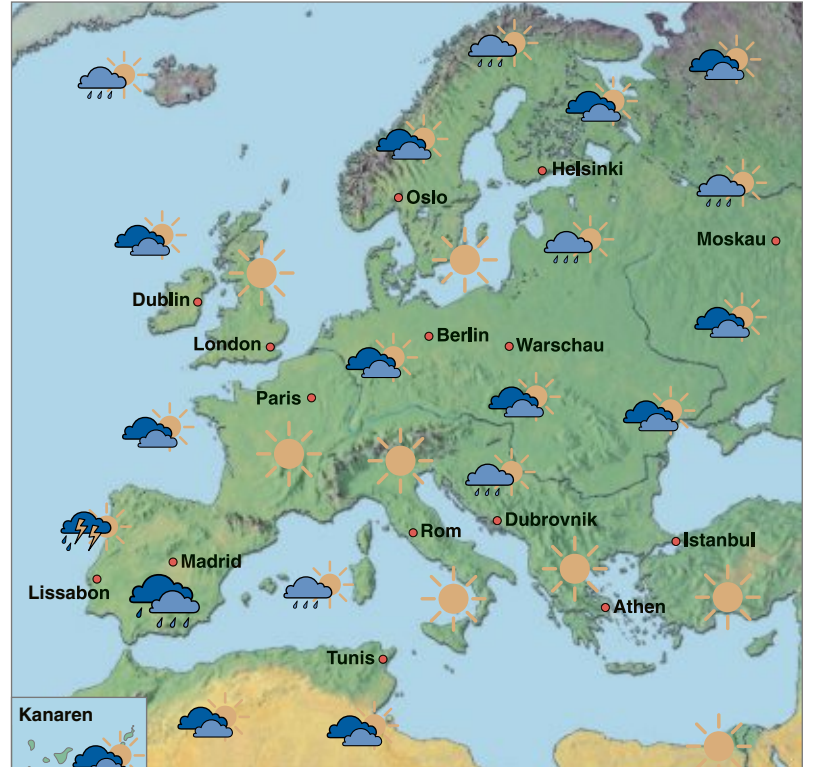 Helsinki
Oslo
Moskau
Dublin
London
Berlin
Warschau
Paris
Dubrovnik
Rom
Istanbul
Madrid
Lissabon
Athen
Tunis
Kanaren